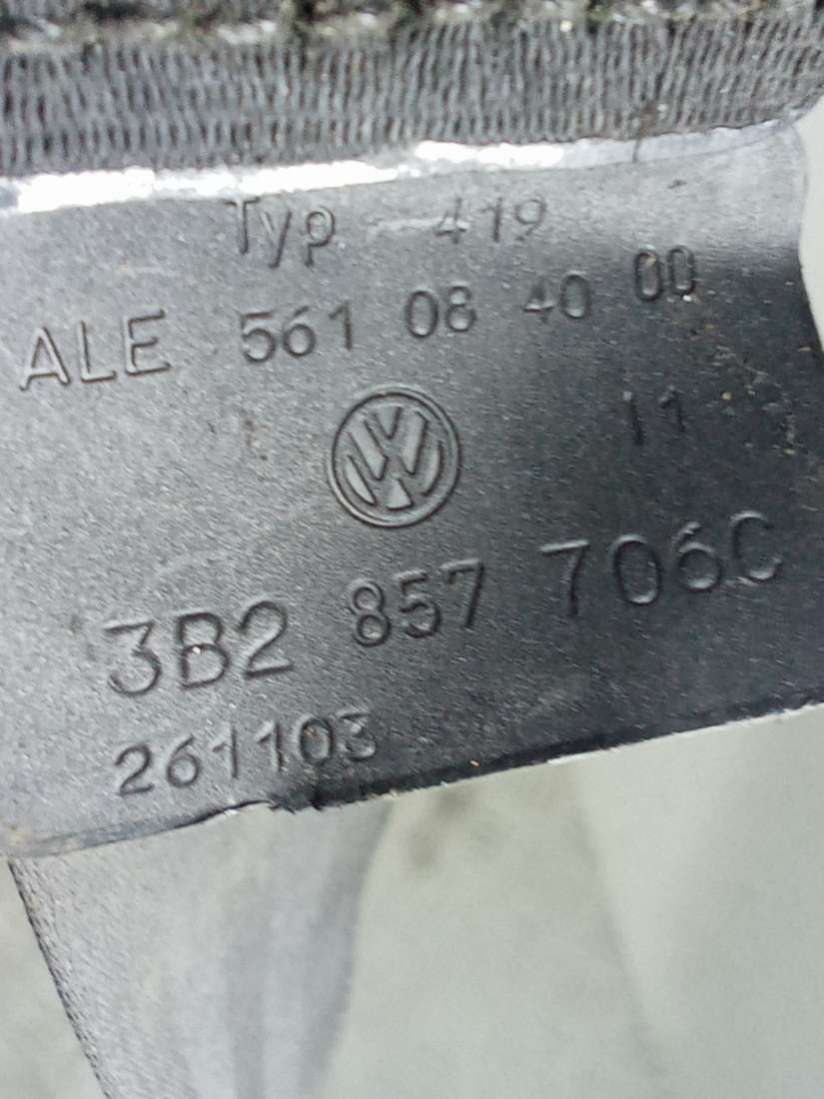 Typ 419
ALE 561 08 40 00
11
3B2 857 706C
261103